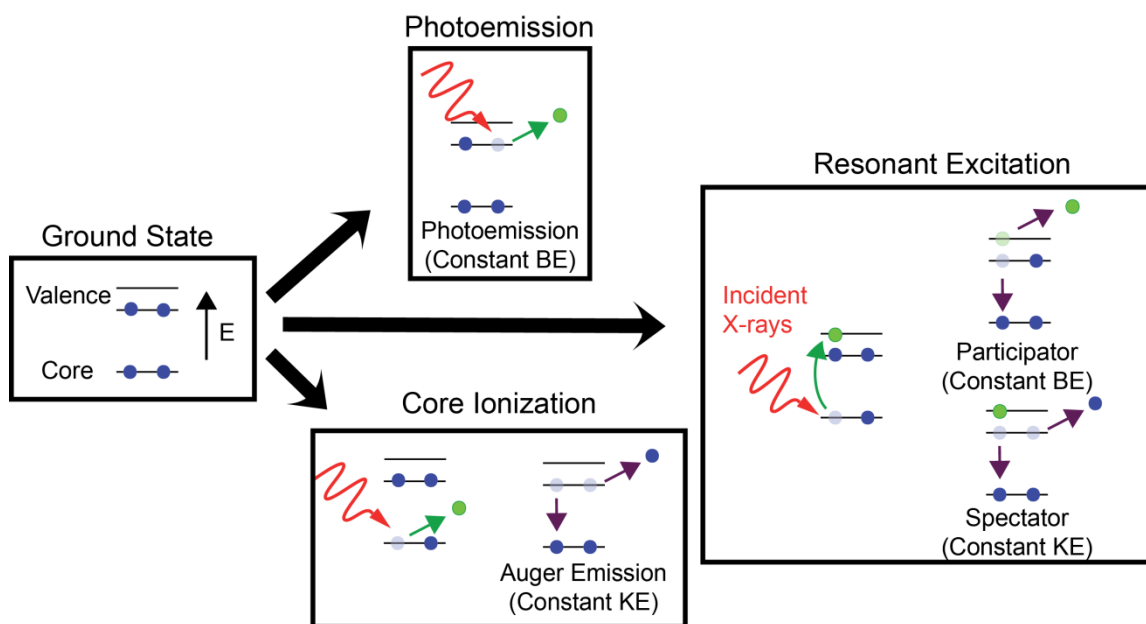 Photoemission
Photoemission
(Constant BE)
Ground State
Valence
E
Core
Resonant Excitation
Incident
X-rays
Participator
(Constant BE)
Spectator
(Constant KE)
Core Ionization
Auger Emission
(Constant KE)